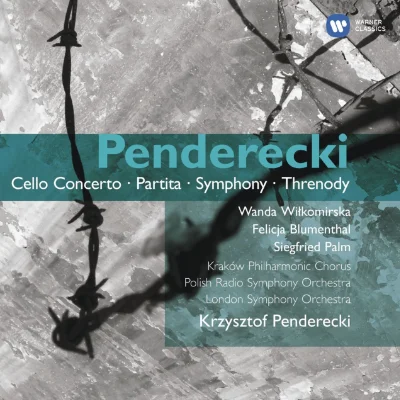 WARNER
CLASSICS
Penderecki
Cello Concerto · Partita · Symphony · Threnody
Wanda Wiłkomirska
Felicja Blumenthal
Siegfried Palm
Kraków Philharmonic Chorus
Polish Radio Symphony Orchestra
London Symphony Orchestra
Krzysztof Penderecki